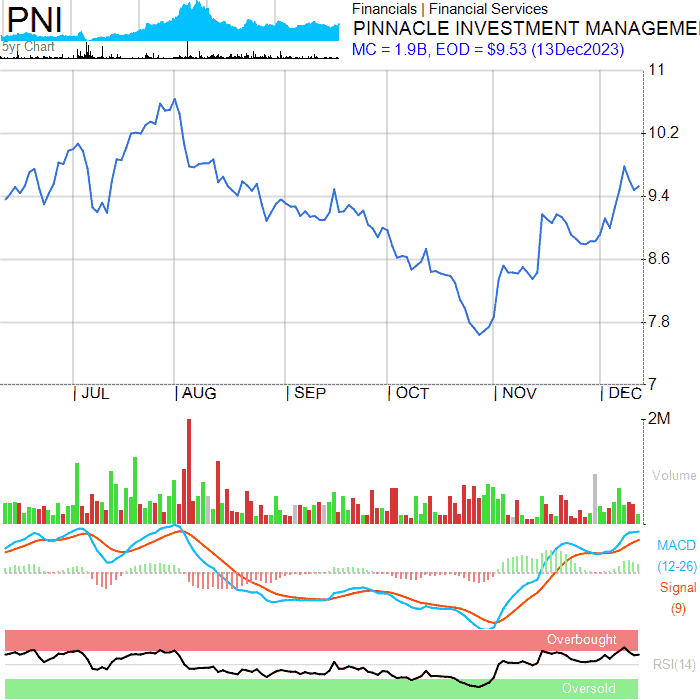 PNI
5yr Chart
Financials | Financial Services
PINNACLE INVESTMENT MANAGEME
MC = 1.9B, EOD = $9.53 (13Dec2023)
11
10.2
9.4
8.6
7.8
7
JUL
AUG
SEP
OCT
NOV
DEC
2M
Volume
MACD
(12-26)
Signal
(9)
Overbought
RSI(14)
Oversold